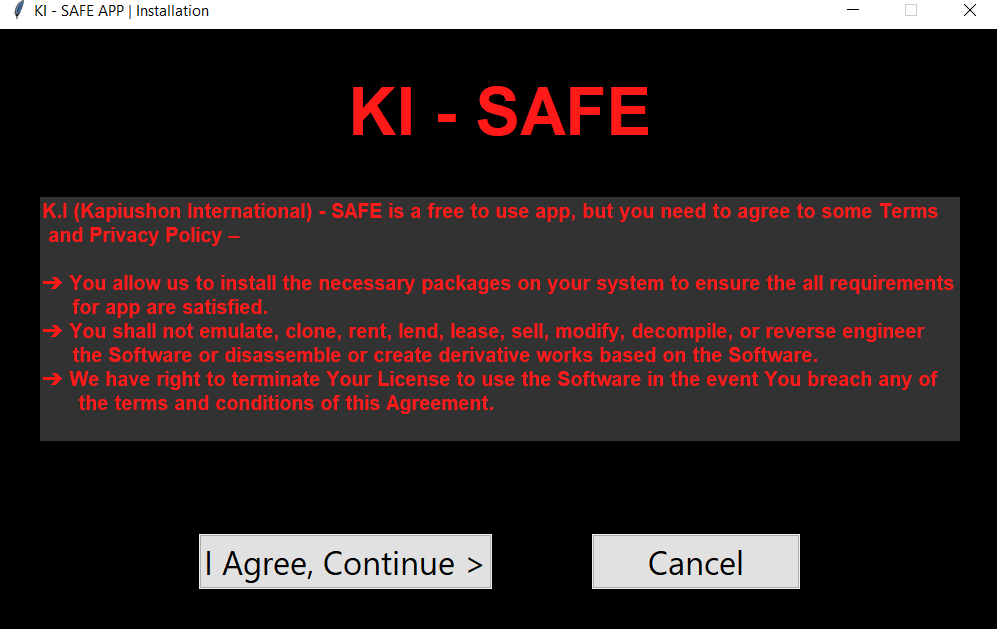 KI - SAFE APP | Installation
KI - SAFE
K.I (Kapiushon International) - SAFE is a free to use app, but you need to agree to some Terms
and Privacy Policy –
➔ You allow us to install the necessary packages on your system to ensure the all requirements
for app are satisfied.
➔ You shall not emulate, clone, rent, lend, lease, sell, modify, decompile, or reverse engineer
the Software or disassemble or create derivative works based on the Software.
➔ We have right to terminate Your License to use the Software in the event You breach any of
the terms and conditions of this Agreement.
I Agree, Continue >
Cancel